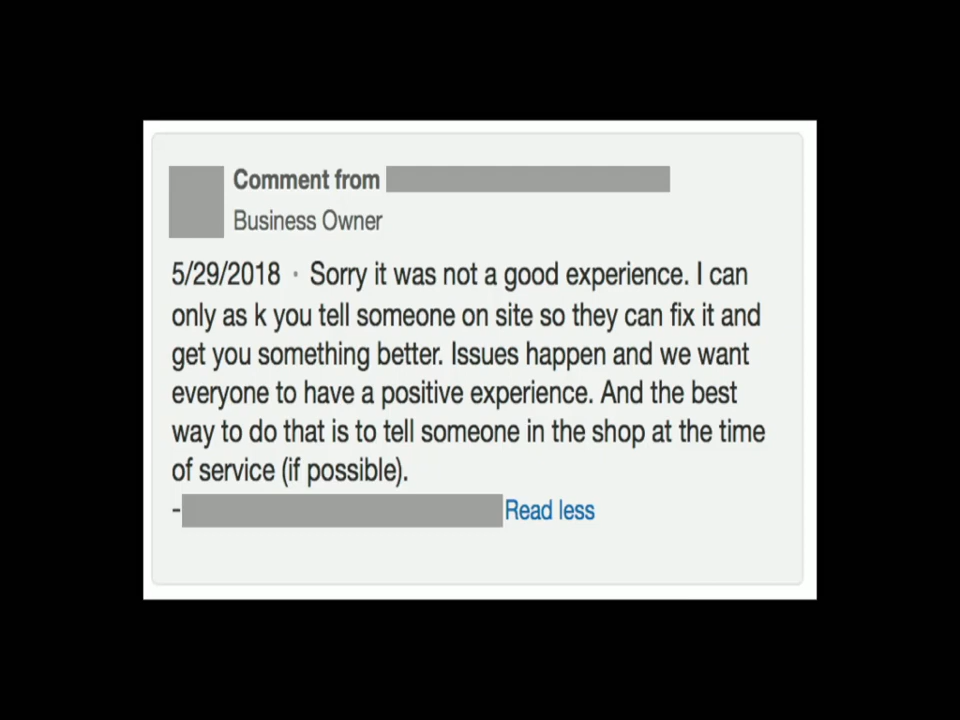 Comment from
Business Owner
5/29/2018 · Sorry it was not a good experience. I can
only as k you tell someone on site so they can fix it and
get you something better. Issues happen and we want
everyone to have a positive experience. And the best
way to do that is to tell someone in the shop at the time
of service (if possible).
- Read less